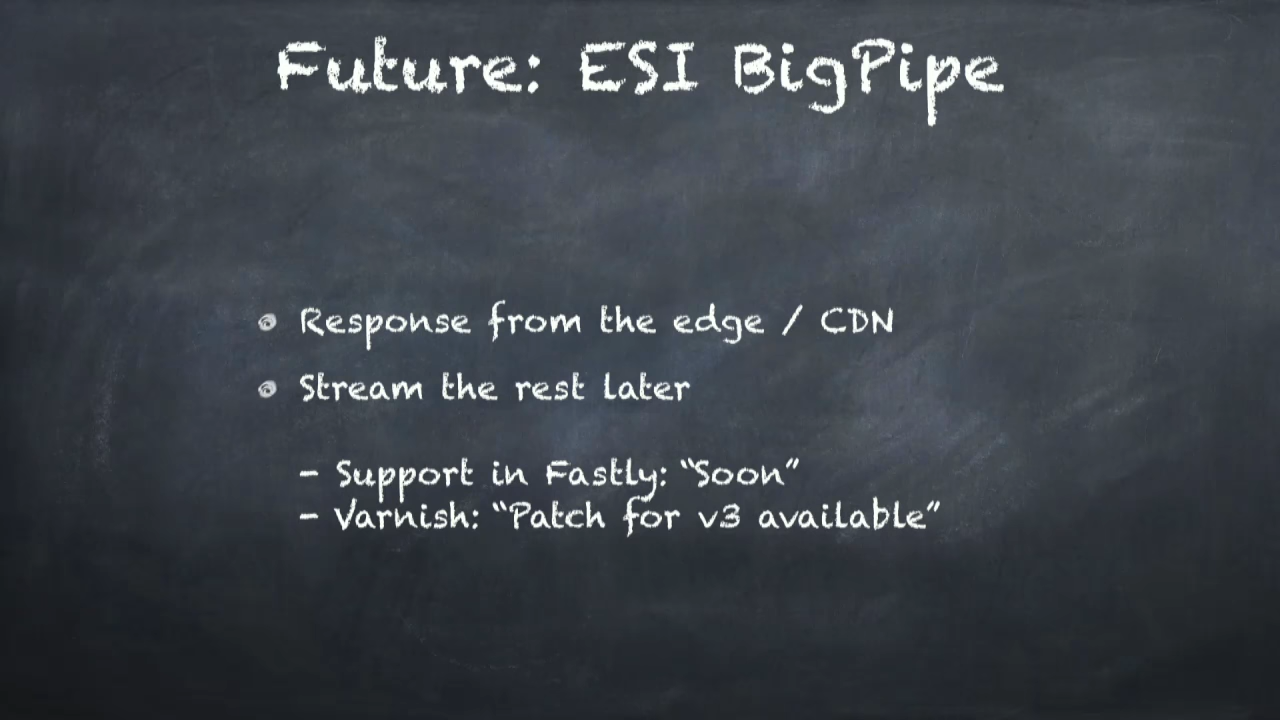 Future: ESI BigPipe
Response from the edge / CDN
Stream the rest later
- Support in Fastly: “Soon”
- Varnish: “Patch for v3 available”